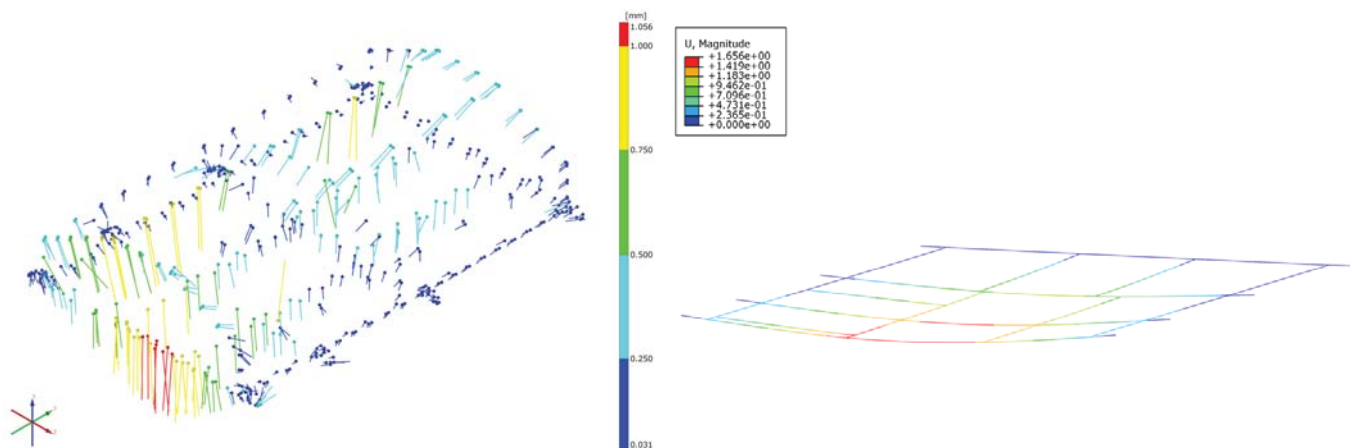 [mm]
1.056
1.000
0.750
0.500
0.250
0.031
U, Magnitude
+1.656e+00
+1.419e+00
+1.183e+00
+9.462e-01
+7.096e-01
+4.731e-01
+2.365e-01
+0.000e+00